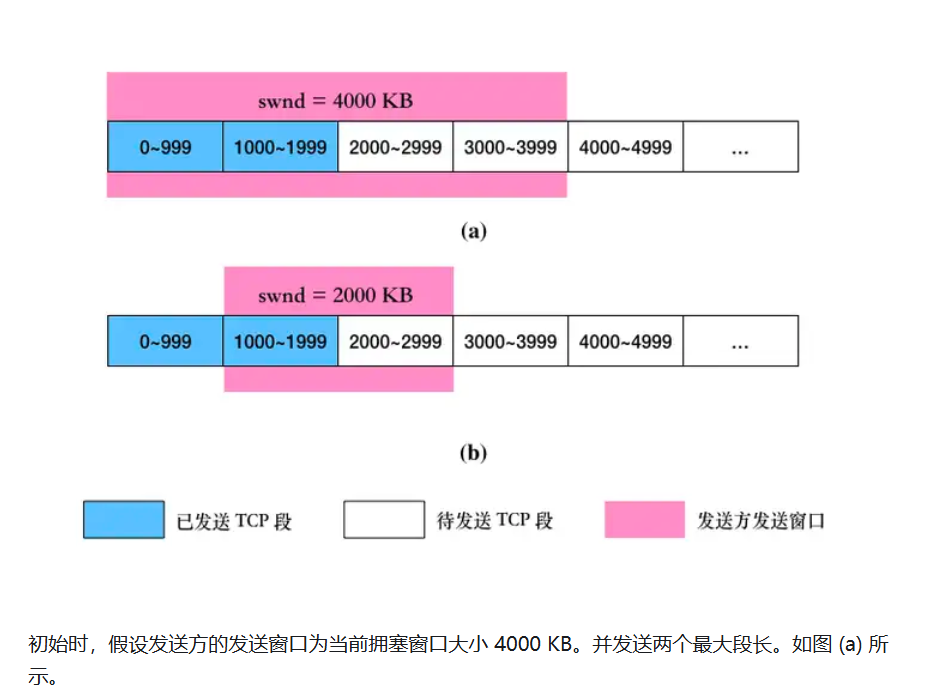 swnd = 4000 KB
0~999 1000~1999 2000~2999 3000~3999 4000~4999 ...
(a)
swnd = 2000 KB
0~999 1000~1999 2000~2999 3000~3999 4000~4999 ...
(b)
已发送 TCP 段 待发送 TCP 段 发送方发送窗口
初始时，假设发送方的发送窗口为当前拥塞窗口大小 4000 KB。并发送两个最大段长。如图 (a) 所
示。